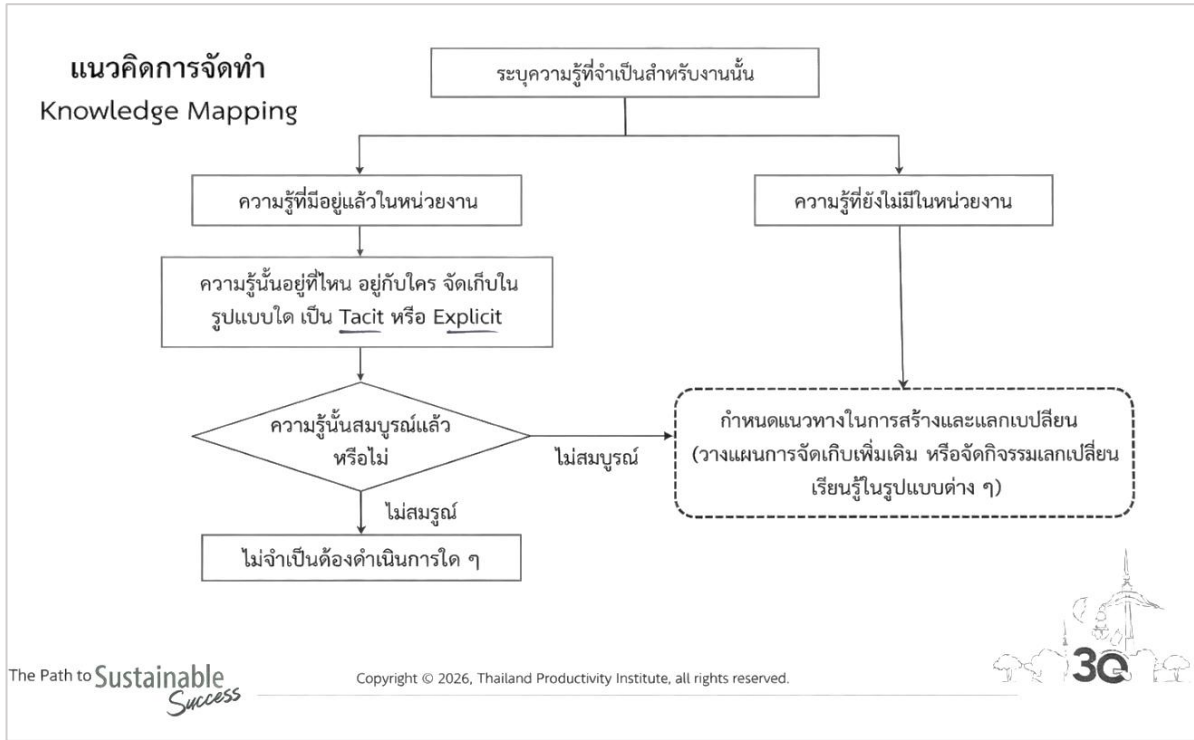 แนวคิดการจัดทำ
Knowledge Mapping
ระบุความรู้ที่จำเป็นสำหรับงานนั้น
ความรู้ที่มีอยู่แล้วในหน่วยงาน
ความรู้ที่ยังไม่มีในหน่วยงาน
ความรู้นั้นอยู่ที่ไหน อยู่กับใคร จัดเก็บใน
รูปแบบใด เป็น Tacit หรือ Explicit
ความรู้นั้นสมบูรณ์แล้ว
หรือไม่
ไม่สมบูรณ์
กำหนดแนวทางในการสร้างและแลกเบปลียน
(วางแผนการจัดเกิบเพิ่มเดิม หรือจัดกิจรรมเลกเปลี่ยน
เรียนรู้ในรูปแบบด่าง ๆ)
ไม่สมรูณ์
ไม่จำเป็นด้องดำเนินการใด ๆ
The Path to Sustainable
Success
Copyright © 2026, Thailand Productivity Institute, all rights reserved.
30